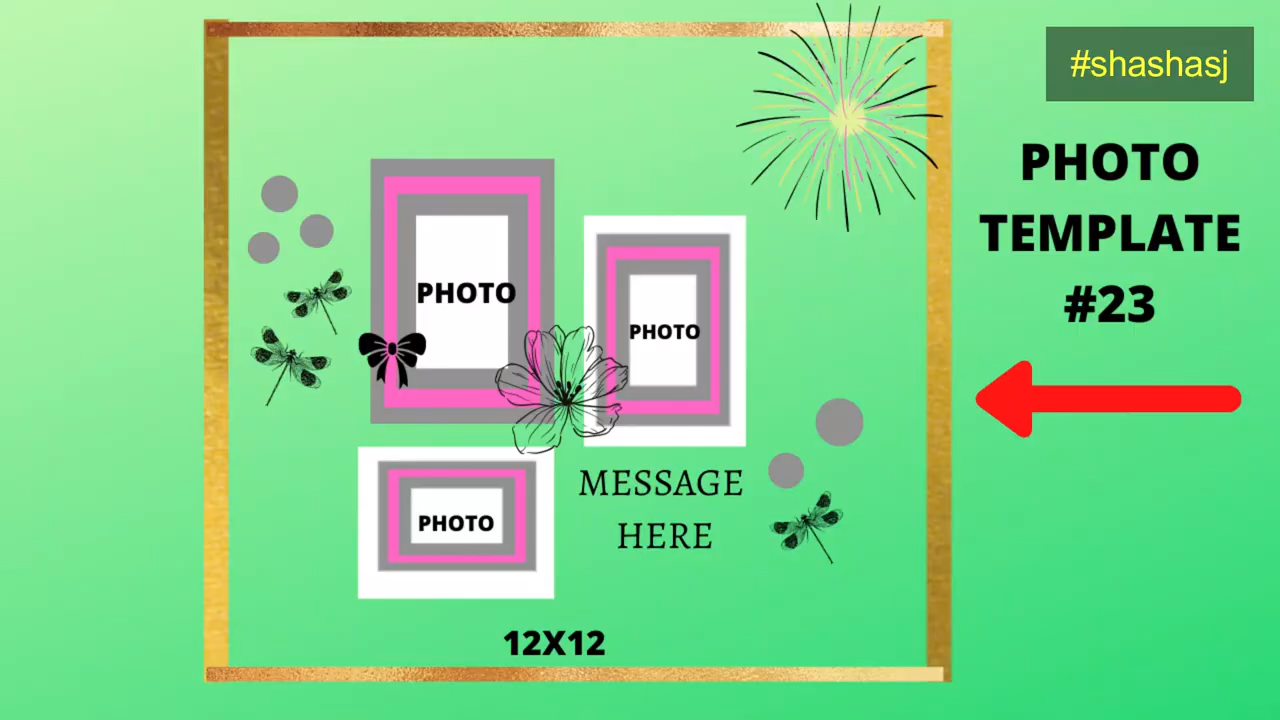 #shashasj
PHOTO
TEMPLATE
#23
PHOTO
PHOTO
PHOTO
MESSAGE
HERE
12X12